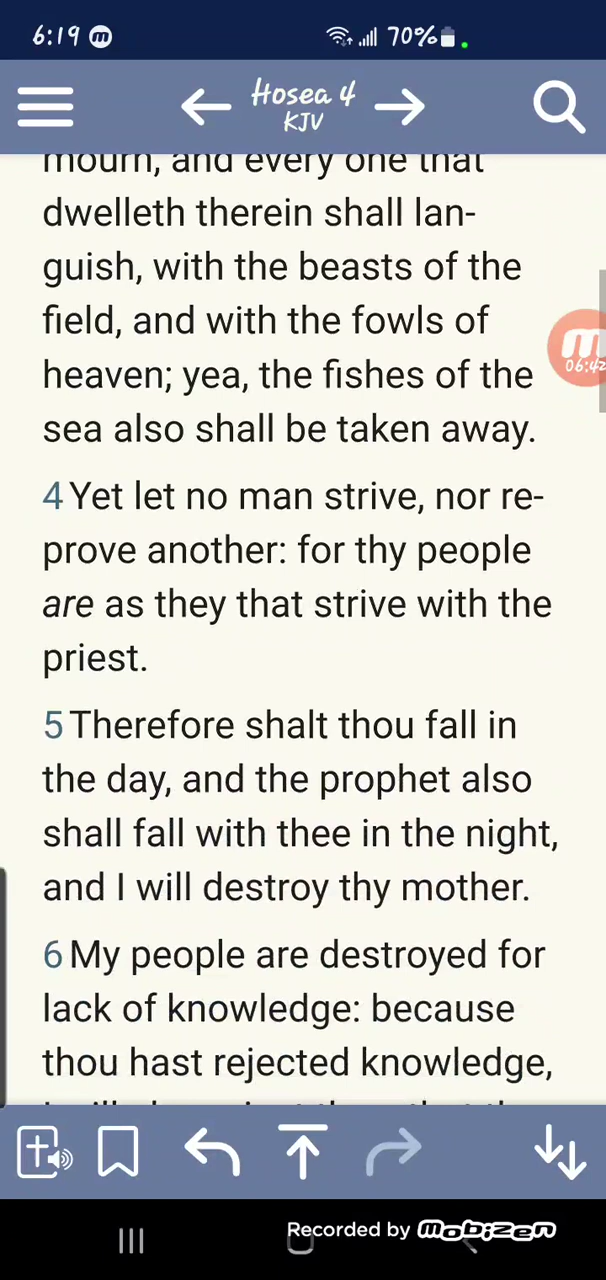 6:19 m 70%
Hosea 4
KJV
mourn, and every one that
dwelleth therein shall lan-
guish, with the beasts of the
field, and with the fowls of
heaven; yea, the fishes of the
sea also shall be taken away.
m
06:42
4 Yet let no man strive, nor re-
prove another: for thy people
are as they that strive with the
priest.
5 Therefore shalt thou fall in
the day, and the prophet also
shall fall with thee in the night,
and I will destroy thy mother.
6 My people are destroyed for
lack of knowledge: because
thou hast rejected knowledge,
Recorded by mobizen